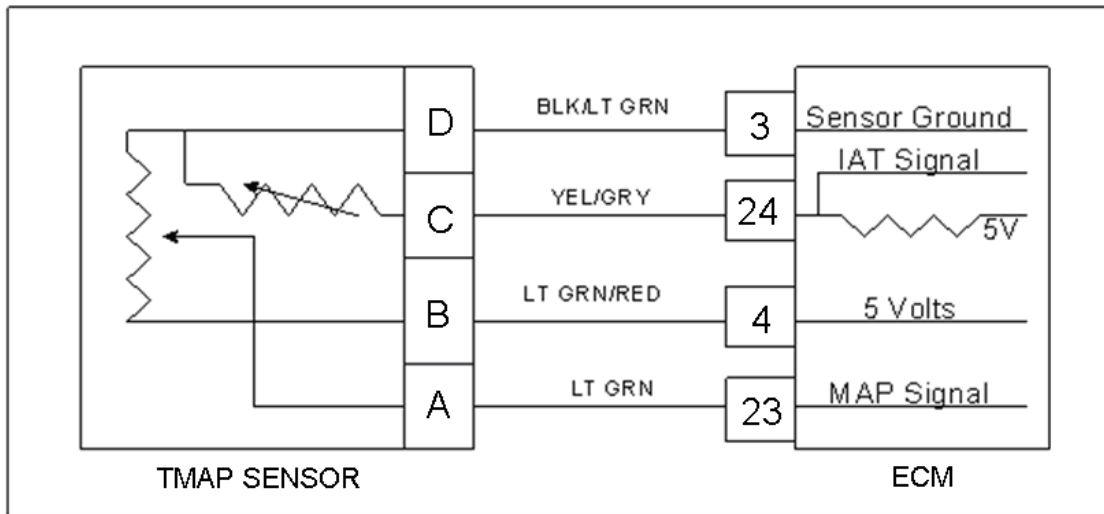 D
BLK/LT GRN
3
Sensor Ground
IAT Signal
C
YEL/GRY
24
5V
B
LT GRN/RED
4
5 Volts
A
LT GRN
23
MAP Signal
TMAP SENSOR
ECM